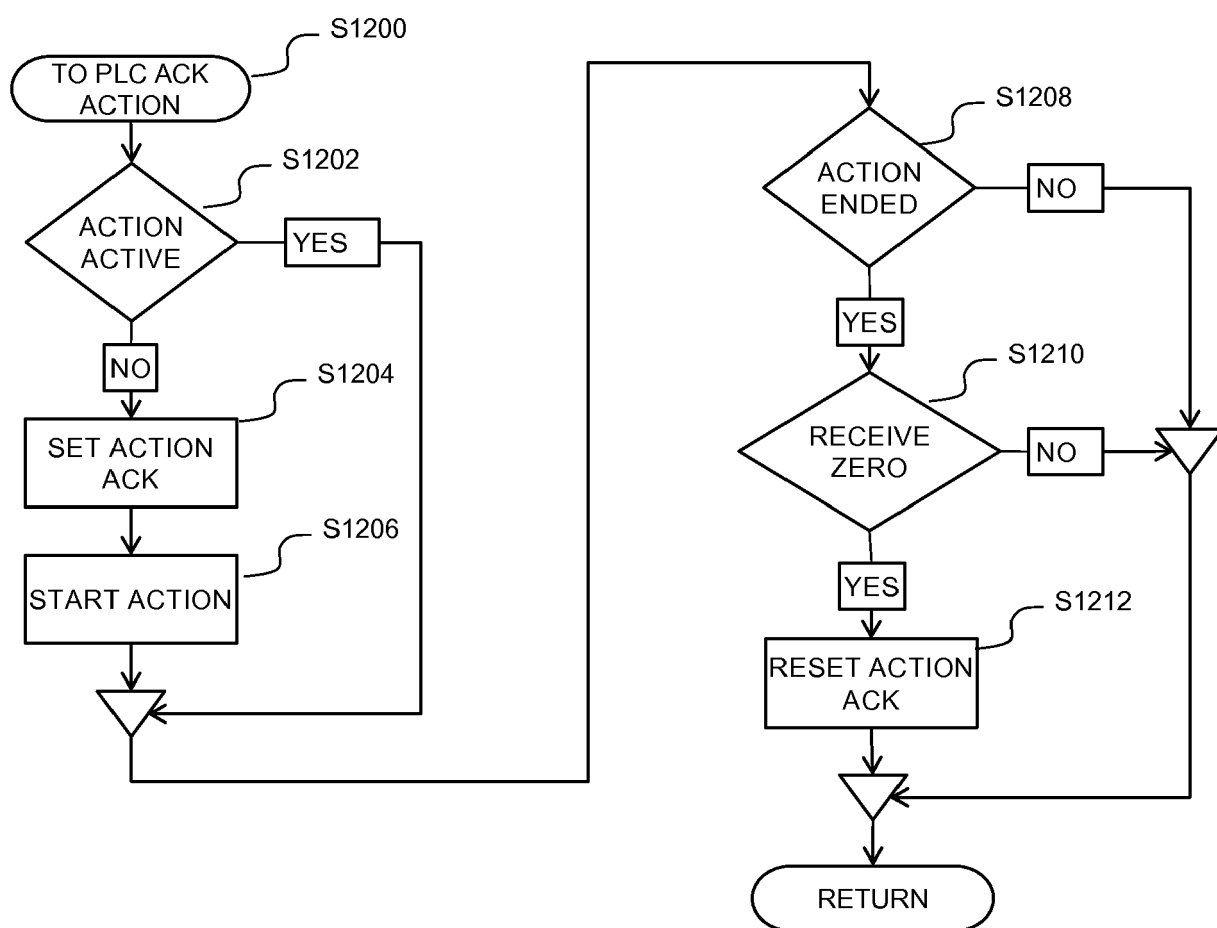 S1200
TO PLC ACK
ACTION
S1202
ACTION
ACTIVE
YES
NO
S1204
SET ACTION
ACK
S1206
START ACTION
S1208
ACTION
ENDED
NO
YES
S1210
RECEIVE
ZERO
NO
YES
S1212
RESET ACTION
ACK
RETURN